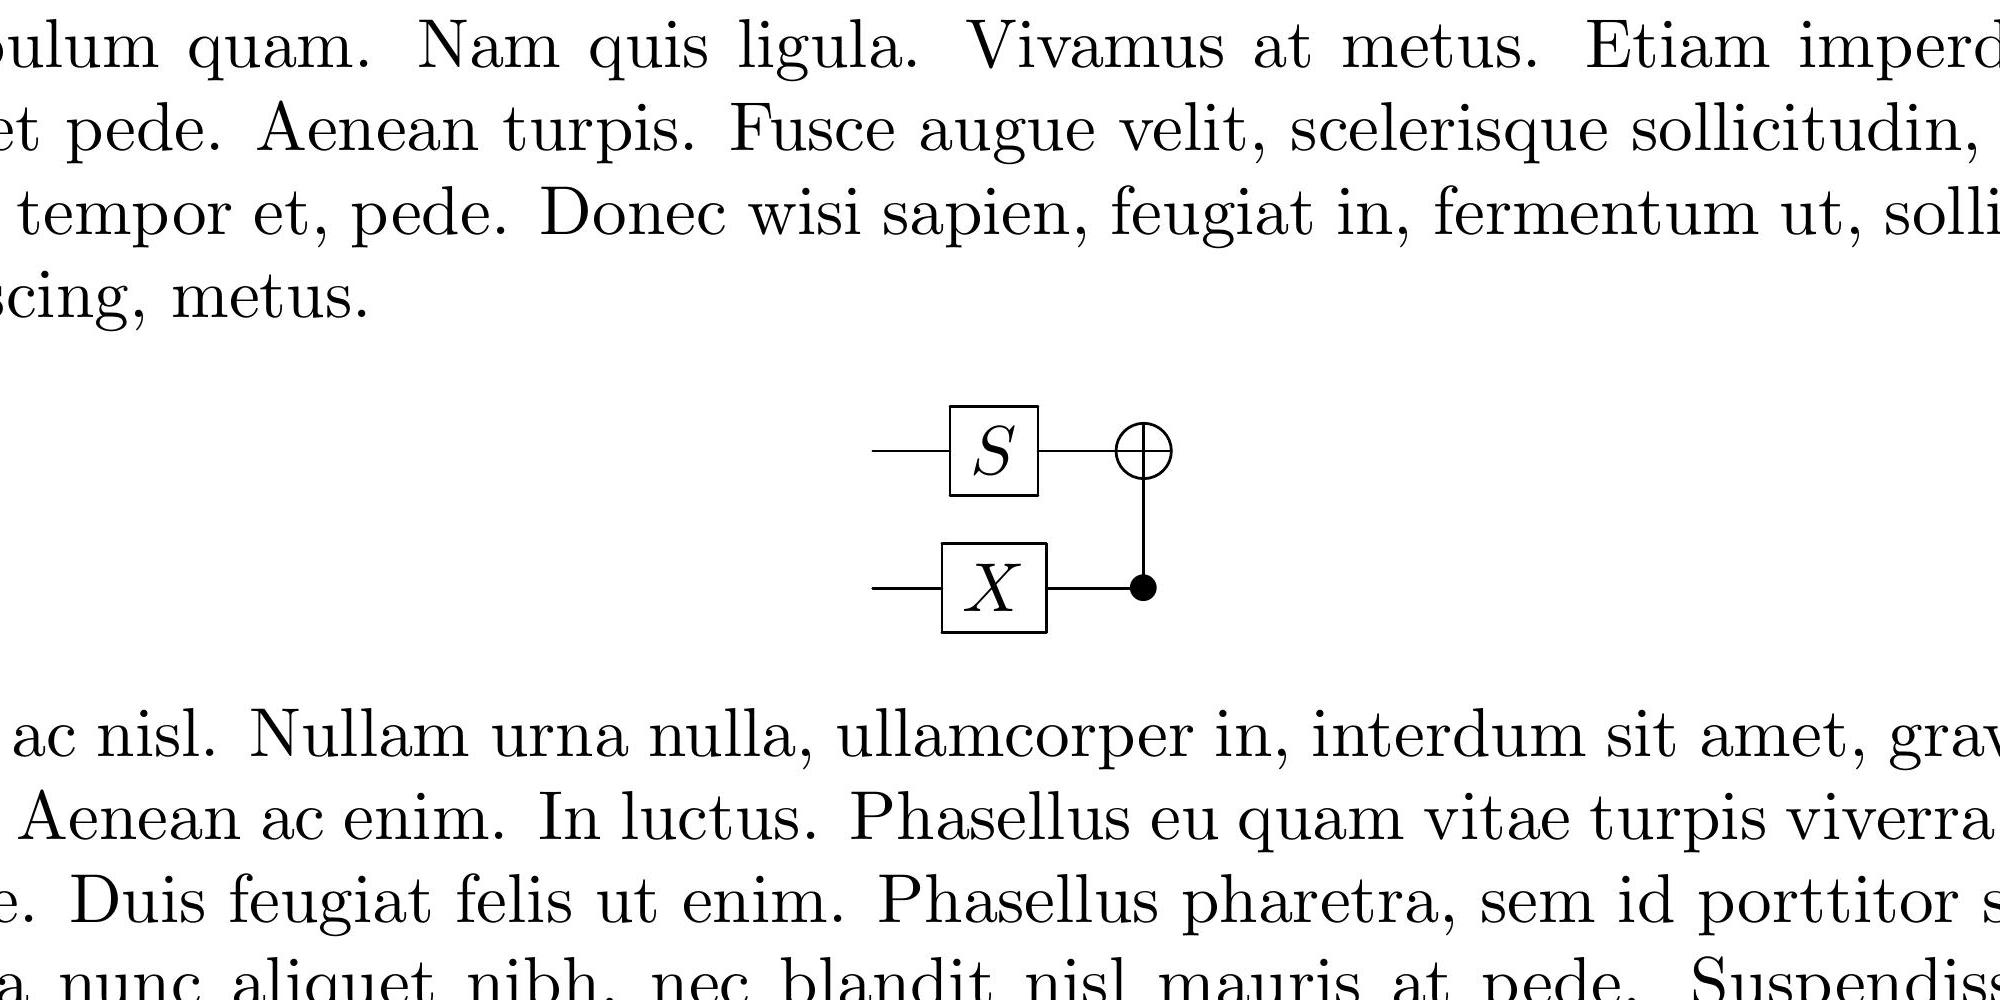 ulum quam. Nam quis ligula. Vivamus at metus. Etiam imperd
et pede. Aenean turpis. Fusce augue velit, scelerisque sollicitudin,
tempor et, pede. Donec wisi sapien, feugiat in, fermentum ut, solli
scing, metus.
S
X
ac nisl. Nullam urna nulla, ullamcorper in, interdum sit amet, grav
Aenean ac enim. In luctus. Phasellus eu quam vitae turpis viverra
e. Duis feugiat felis ut enim. Phasellus pharetra, sem id porttitor s
a nunc aliquet nibh, nec blandit nisl mauris at pede. Suspendiss